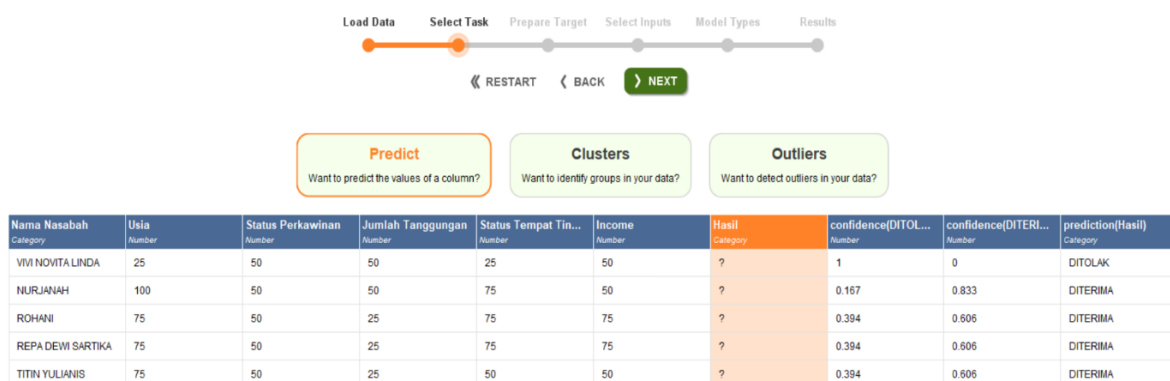 Load Data Select Task Prepare Target Select Inputs Model Types Results
RESTART BACK NEXT
Predict Clusters Outliers
Want to predict the values of a column? Want to identify groups in your data? Want to detect outliers in your data?
Nama Nasabah Usia Status Perkawinan Jumlah Tanggungan Status Tempat Tin... Income Hasil confidence(DITOL... confidence(DITERI... prediction(Hasil)
Category Number Number Number Number Number Category Number Number Category
VIVI NOVITA LINDA 25 50 50 25 50 ? 1 0 DITOLAK
NURJANAH 100 50 50 75 50 ? 0.167 0.833 DITERIMA
ROHANI 75 50 25 75 75 ? 0.394 0.606 DITERIMA
REPA DEWI SARTIKA 75 50 25 75 75 ? 0.394 0.606 DITERIMA
TITIN YULIANIS 75 50 25 50 50 ? 0.394 0.606 DITERIMA